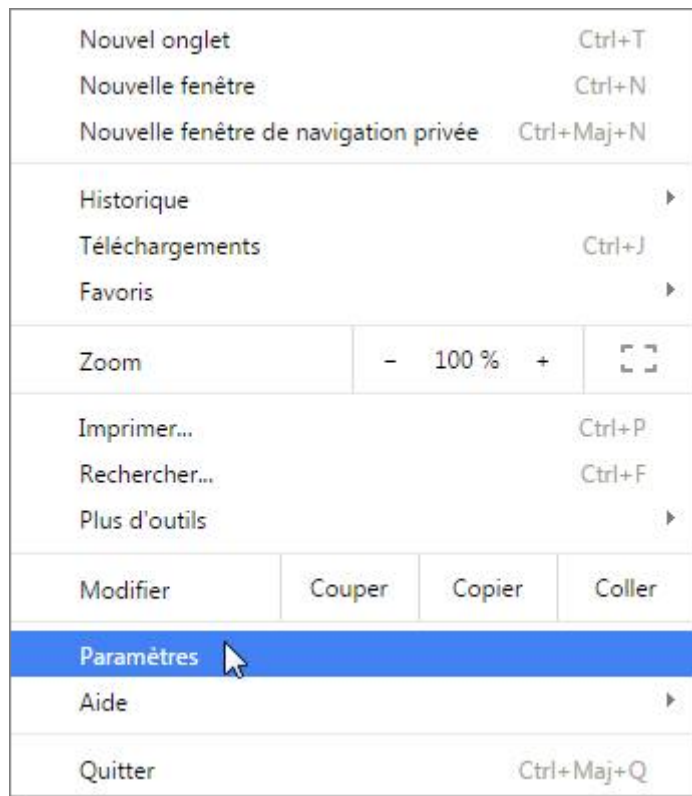 Nouvel onglet Ctrl+T
Nouvelle fenêtre Ctrl+N
Nouvelle fenêtre de navigation privée Ctrl+Maj+N
Historique
Téléchargements Ctrl+J
Favoris
Zoom - 100 % +
Imprimer... Ctrl+P
Rechercher... Ctrl+F
Plus d'outils
Modifier Couper Copier Coller
Paramètres
Aide
Quitter Ctrl+Maj+Q